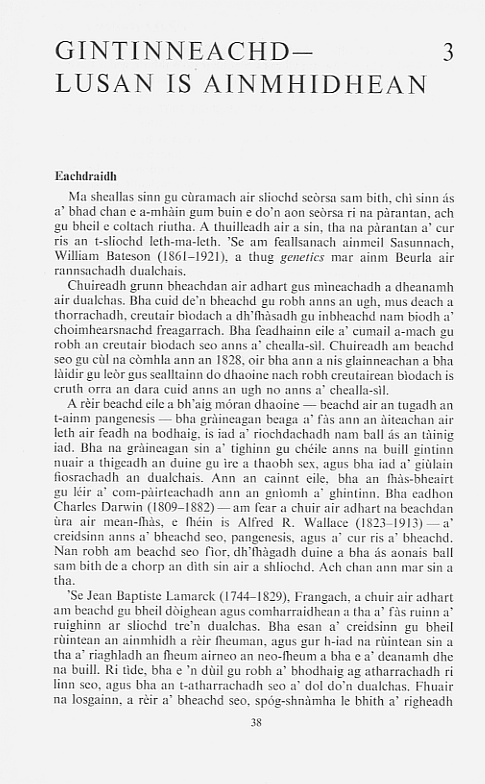 GINTINNEACHD— 3
LUSAN IS AINMHIDHEAN
Eachdraidh
Ma sheallas sinn gu cùramach air sliochd seòrsa sam bith, chì sinn ás
a' bhad chan e a-mhàin gum buin e do'n aon seòrsa ri na pàrantan, ach
gu bheil e coltach riutha. A thuilleadh air a sin, tha na pàrantan a' cur
ris an t-sliochd leth-ma-leth. 'Se am feallsanach ainmeil Sasunnach,
William Bateson (1861–1921), a thug genetics mar ainm Beurla air
rannsachadh dualchais.
Chuireadh grunn bheachdan air adhart gus mìneachadh a dheanamh
air dualchas. Bha cuid de'n bheachd gu robh anns an ugh, mus deach a
thorrachadh, creutair bìodach a dh'fhàsadh gu inbheachd nam biodh a'
choimhearsnachd freagarrach. Bha feadhainn eile a' cumail a-mach gu
robh an creutair bìodach seo anns a' chealla-sìl. Chuireadh am beachd
seo gu cùl na còmhla ann an 1828, oir bha ann a nis glainneachan a bha
làidir gu leòr gus sealltainn do dhaoine nach robh creutairean bìodach is
cruth orra an dara cuid anns an ugh no anns a' chealla-sìl.
A rèir beachd eile a bh'aig móran dhaoine — beachd air an tugadh an
t-ainm pangenesis — bha gràineagan beaga a' fàs ann an àiteachan air
leth air feadh na bodhaig, is iad a' riochdachadh nam ball ás an tàinig
iad. Bha na gràineagan sin a' tighinn gu chéile anns na buill gintinn
nuair a thigeadh an duine gu ìre a thaobh sex, agus bha iad a' giùlain
fiosrachadh an dualchais. Ann an cainnt eile, bha an fhàs-bheairt
gu léir a' com-pàirteachadh ann an gnìomh a' ghintinn. Bha eadhon
Charles Darwin (1809–1882) — am fear a chuir air adhart na beachdan
ùra air mean-fhàs, e fhéin is Alfred R. Wallace (1823–1913) — a'
creidsinn anns a' bheachd seo, pangenesis, agus a' cur ris a' bheachd.
Nan robh am beachd seo fìor, dh'fhàgadh duine a bha ás aonais ball
sam bith de a chorp an dìth sin air a shliochd. Ach chan ann mar sin a
tha.
'Se Jean Baptiste Lamarck (1744–1829), Frangach, a chuir air adhart
am beachd gu bheil dòighean agus comharraidhean a tha a' fàs ruinn a'
ruighinn ar sliochd tre'n dualchas. Bha esan a' creidsinn gu bheil
rùintean an ainmhidh a rèir fheuman, agus gur h-iad na rùintean sin a
tha a' riaghladh an fheum airneo an neo-fheum a bha e a' deanamh dhe
na buill. Ri tìde, bha e 'n dùil gu robh a' bhodhaig ag atharrachadh ri
linn seo, agus bha an t-atharrachadh seo a' dol do'n dualchas. Fhuair
na losgainn, a rèir a' bheachd seo, spóg-shnàmha le bhith a' righeadh
38